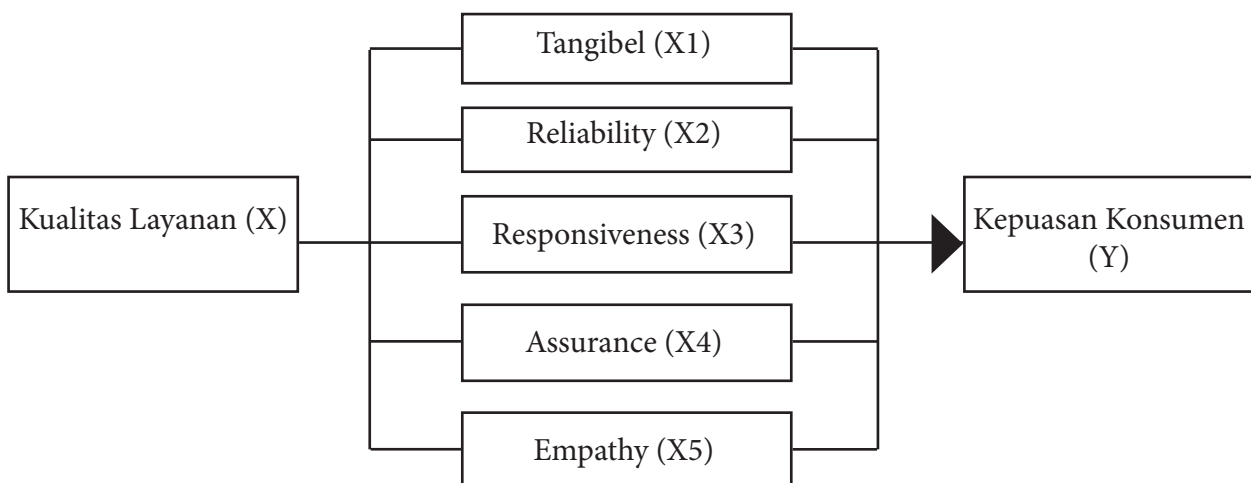 Tangibel (X1)
Reliability (X2)
Kualitas Layanan (X)
Responsiveness (X3)
Kepuasan Konsumen
(Y)
Assurance (X4)
Empathy (X5)